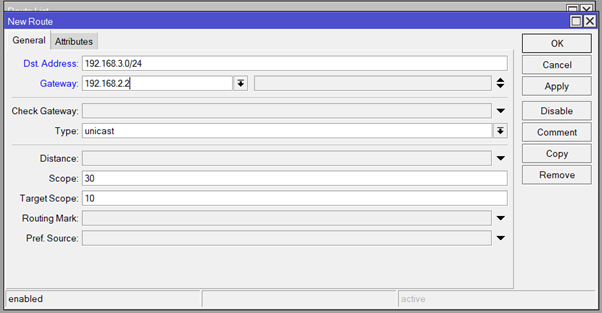 New Route
General Attributes
OK
Dst. Address: 192.168.3.0/24
Cancel
Gateway: 192.168.2.2
Apply
Check Gateway:
Disable
Type: unicast
Comment
Distance:
Copy
Scope: 30
Remove
Target Scope: 10
Routing Mark:
Pref. Source:
enabled active